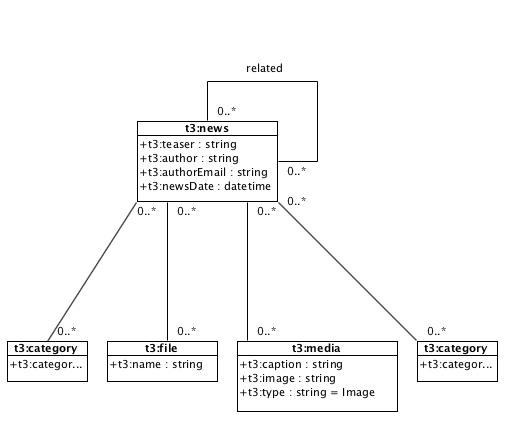 related
0..*
t3:news
+t3:teaser : string
+t3:author : string
+t3:authorEmail : string
+t3:newsDate : datetime
0..*
0..*
0..* 0..* 0..*
0..* 0..* 0..* 0..*
t3:category
+t3:categor...
t3:file
+t3:name : string
t3:media
+t3:caption : string
+t3:image : string
+t3:type : string = Image
t3:category
+t3:categor...